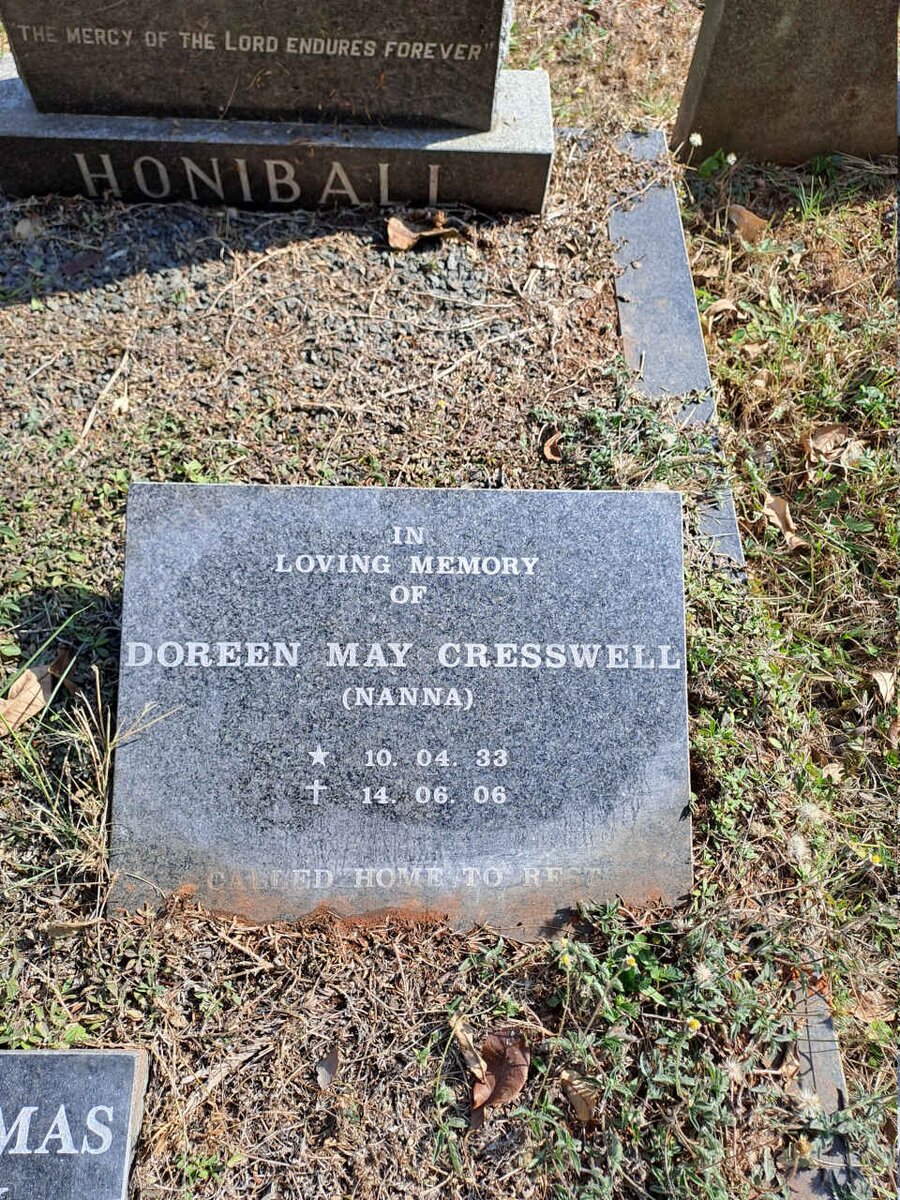 "THE MERCY OF THE LORD ENDURES FOREVER"
HONIBALL
IN
LOVING MEMORY
OF
DOREEN MAY CRESSWELL
(NANNA)
★ 10. 04. 33
✝ 14. 06. 06
CALLED HOME TO REST
MAS